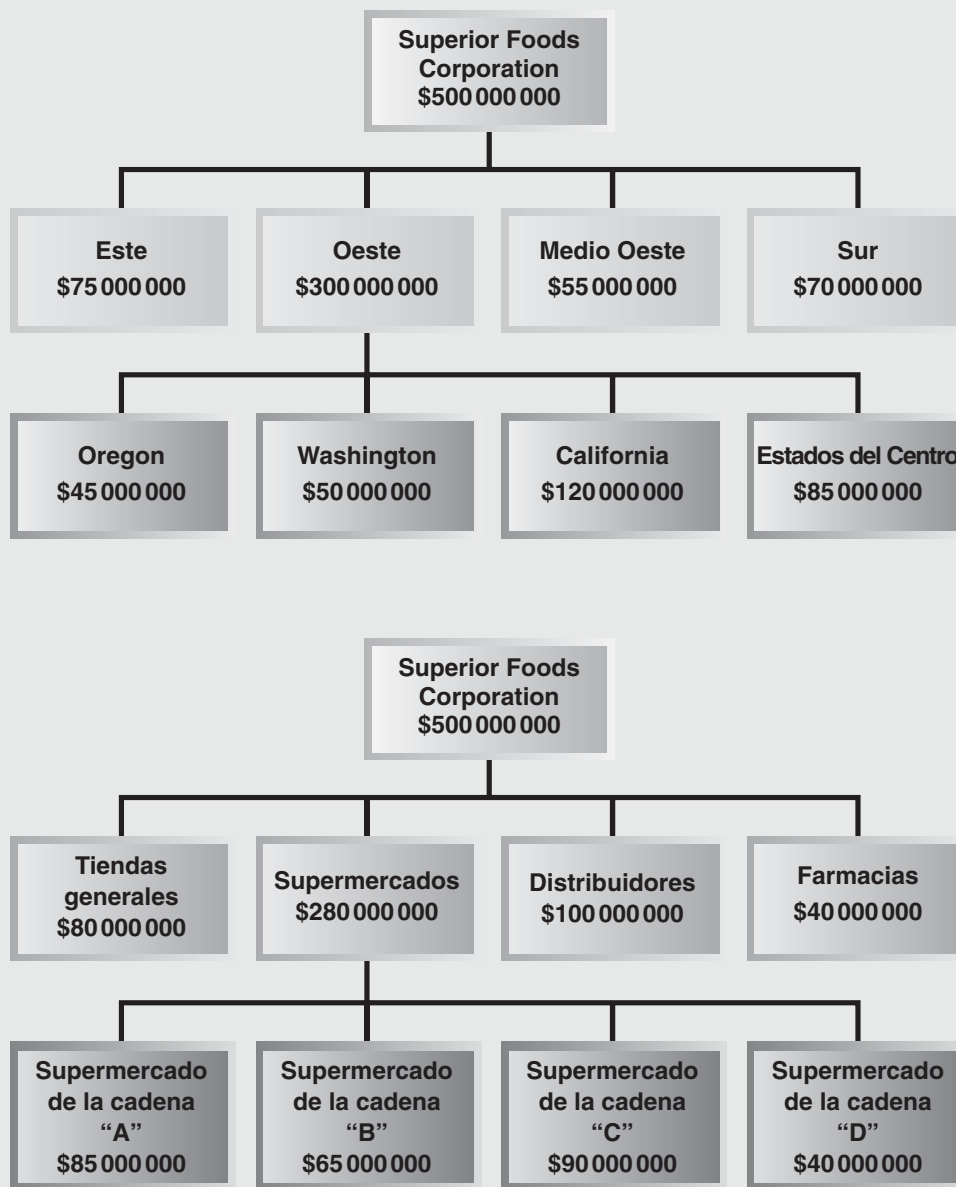 Superior Foods
Corporation
$500 000 000
Este
$75 000 000
Oeste
$300 000 000
Medio Oeste
$55 000 000
Sur
$70 000 000
Oregon
$45 000 000
Washington
$50 000 000
California
$120 000 000
Estados del Centro
$85 000 000
Superior Foods
Corporation
$500 000 000
Tiendas
generales
$80 000 000
Supermercados
$280 000 000
Distribuidores
$100 000 000
Farmacias
$40 000 000
Supermercado
de la cadena
“A”
$85 000 000
Supermercado
de la cadena
“B”
$65 000 000
Supermercado
de la cadena
“C”
$90 000 000
Supermercado
de la cadena
“D”
$40 000 000